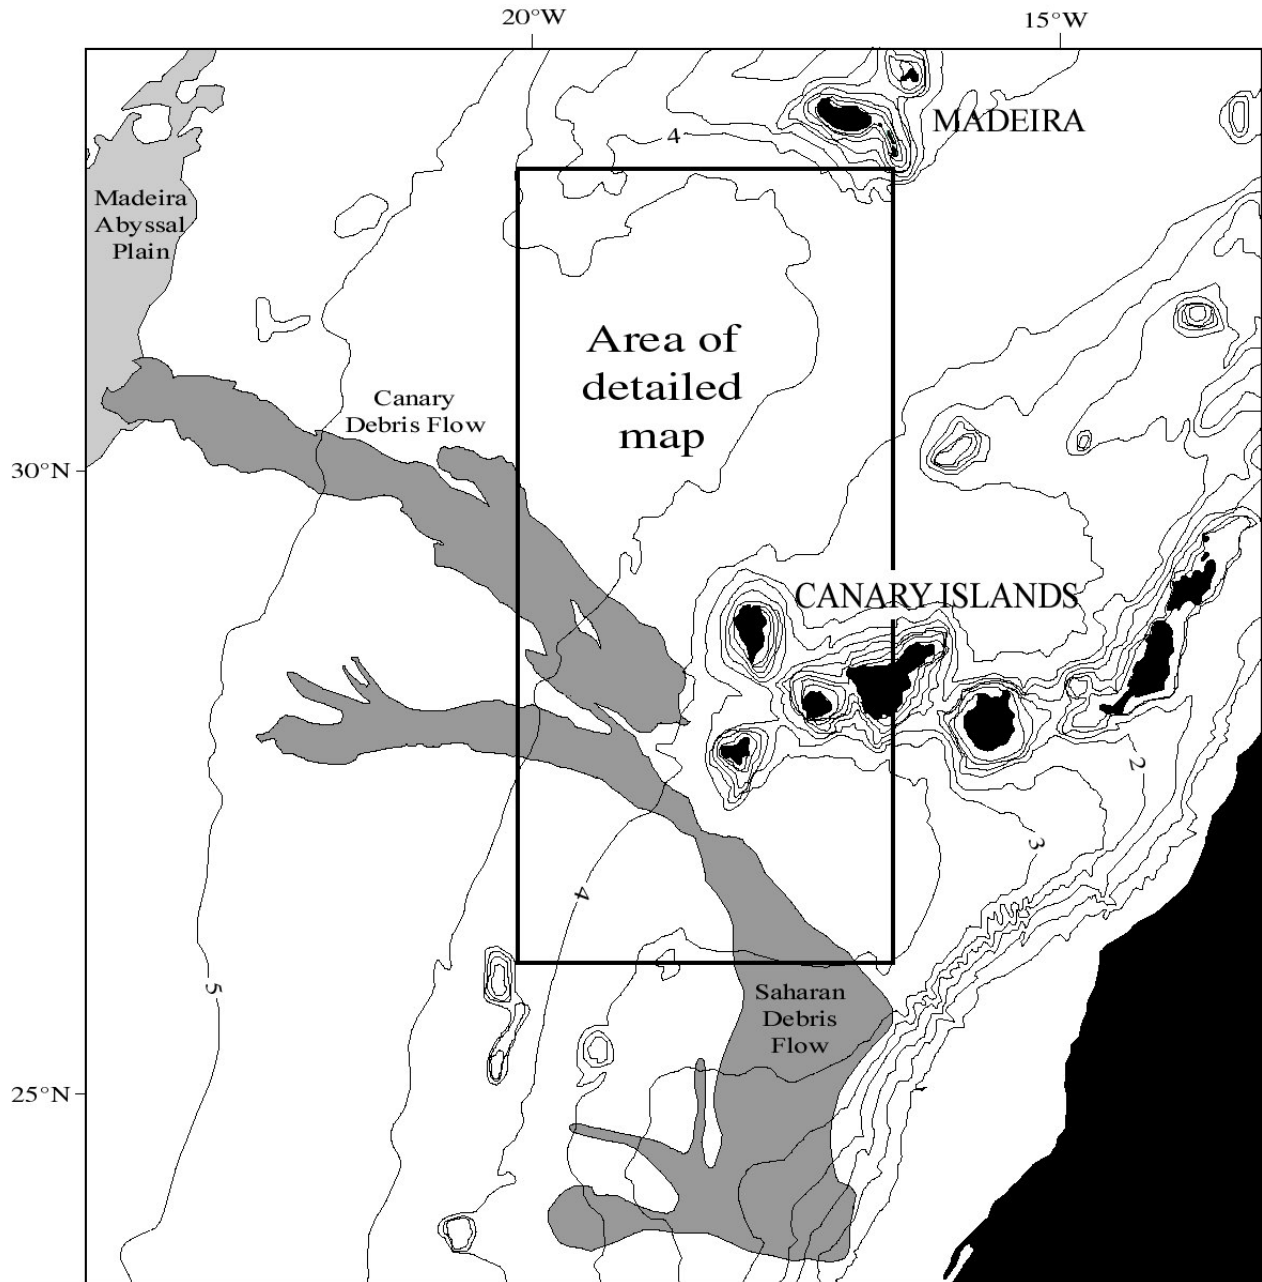 20°W
15°W
MADEIRA
4
Madeira
Abyssal
Plain
Area of
detailed
map
Canary
Debris Flow
30°N
CANARY ISLANDS
2
3
4
5
Saharan
Debris
Flow
25°N